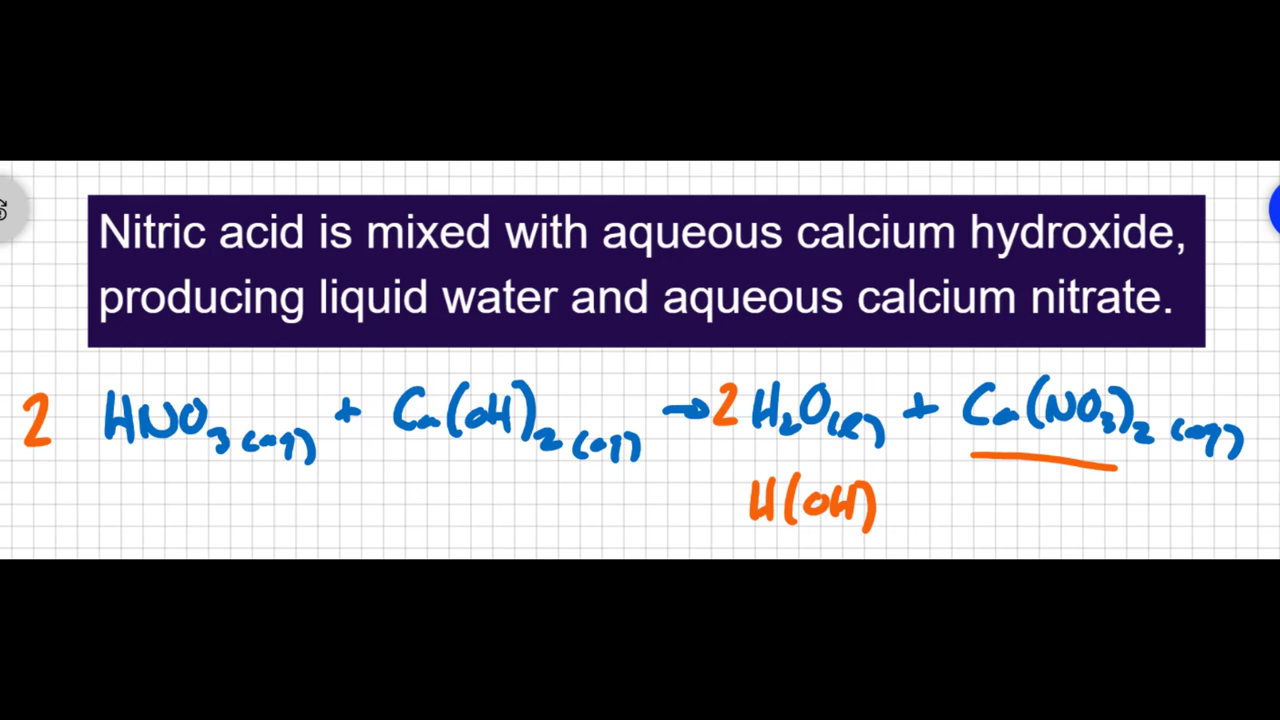 Nitric acid is mixed with aqueous calcium hydroxide,
producing liquid water and aqueous calcium nitrate.
2 HNO₃(aq) + Ca(OH)₂(aq) → 2 H₂O(l) + Ca(NO₃)₂(aq)
H(OH)